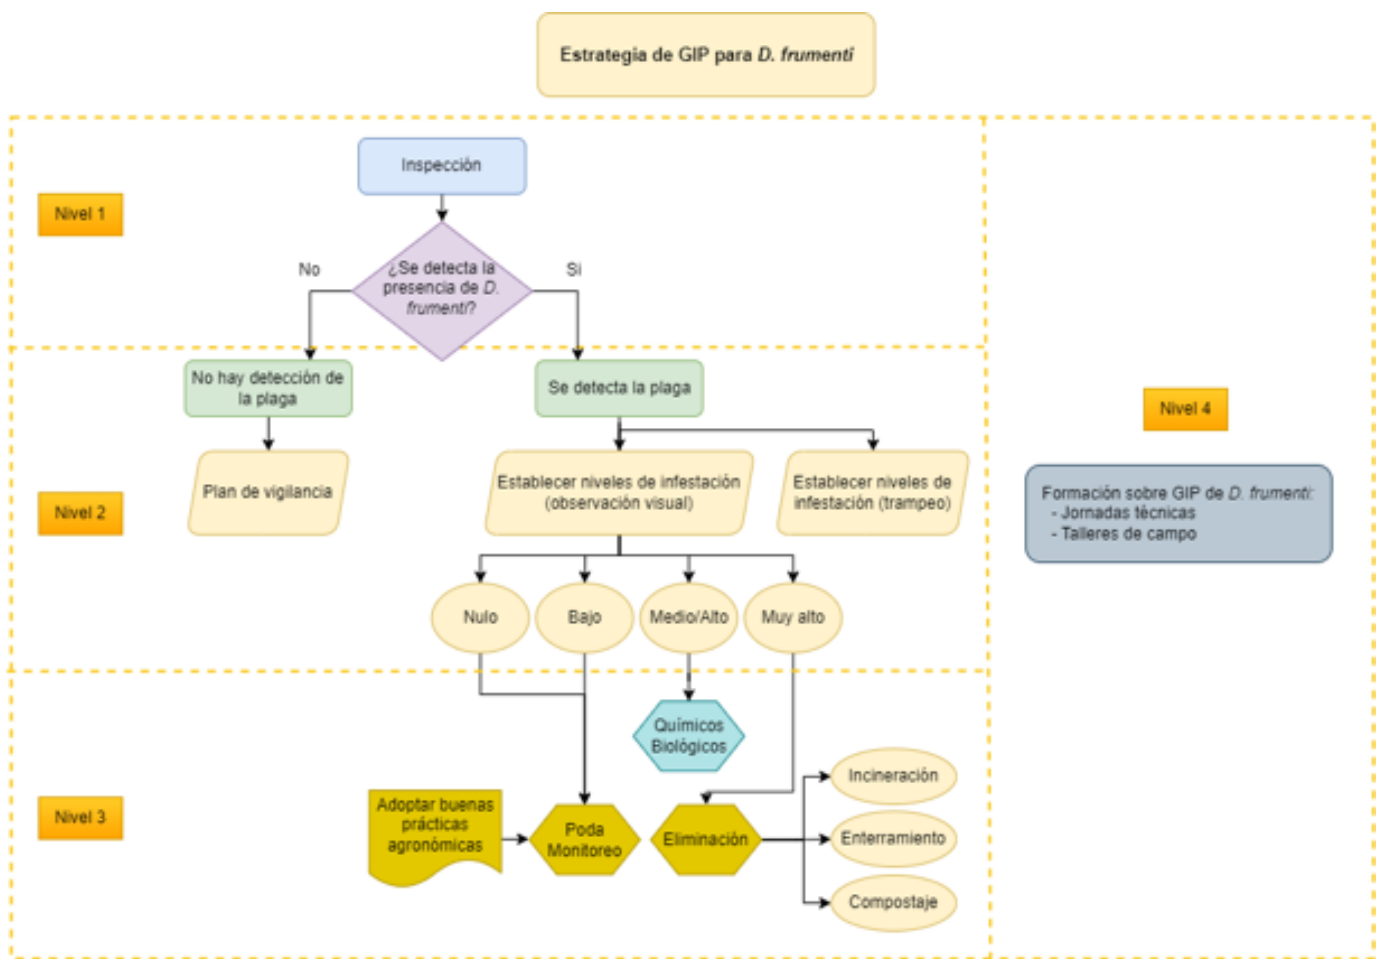 Estrategia de GIP para D. frumenti
Inspección
Nivel 1
No
¿Se detecta la
presencia de D.
frumenti?
Si
No hay detección de
la plaga
Se detecta la plaga
Nivel 4
Nivel 2
Plan de vigilancia
Establecer niveles de infestación
(observación visual)
Establecer niveles de
infestación (trampeo)
Formación sobre GIP de D. frumenti:
- Jornadas técnicas
- Talleres de campo
Nulo
Bajo
Medio/Alto
Muy alto
Químicos
Biológicos
Nivel 3
Adoptar buenas
prácticas
agronómicas
Poda
Monitoreo
Eliminación
Incineración
Enterramiento
Compostaje